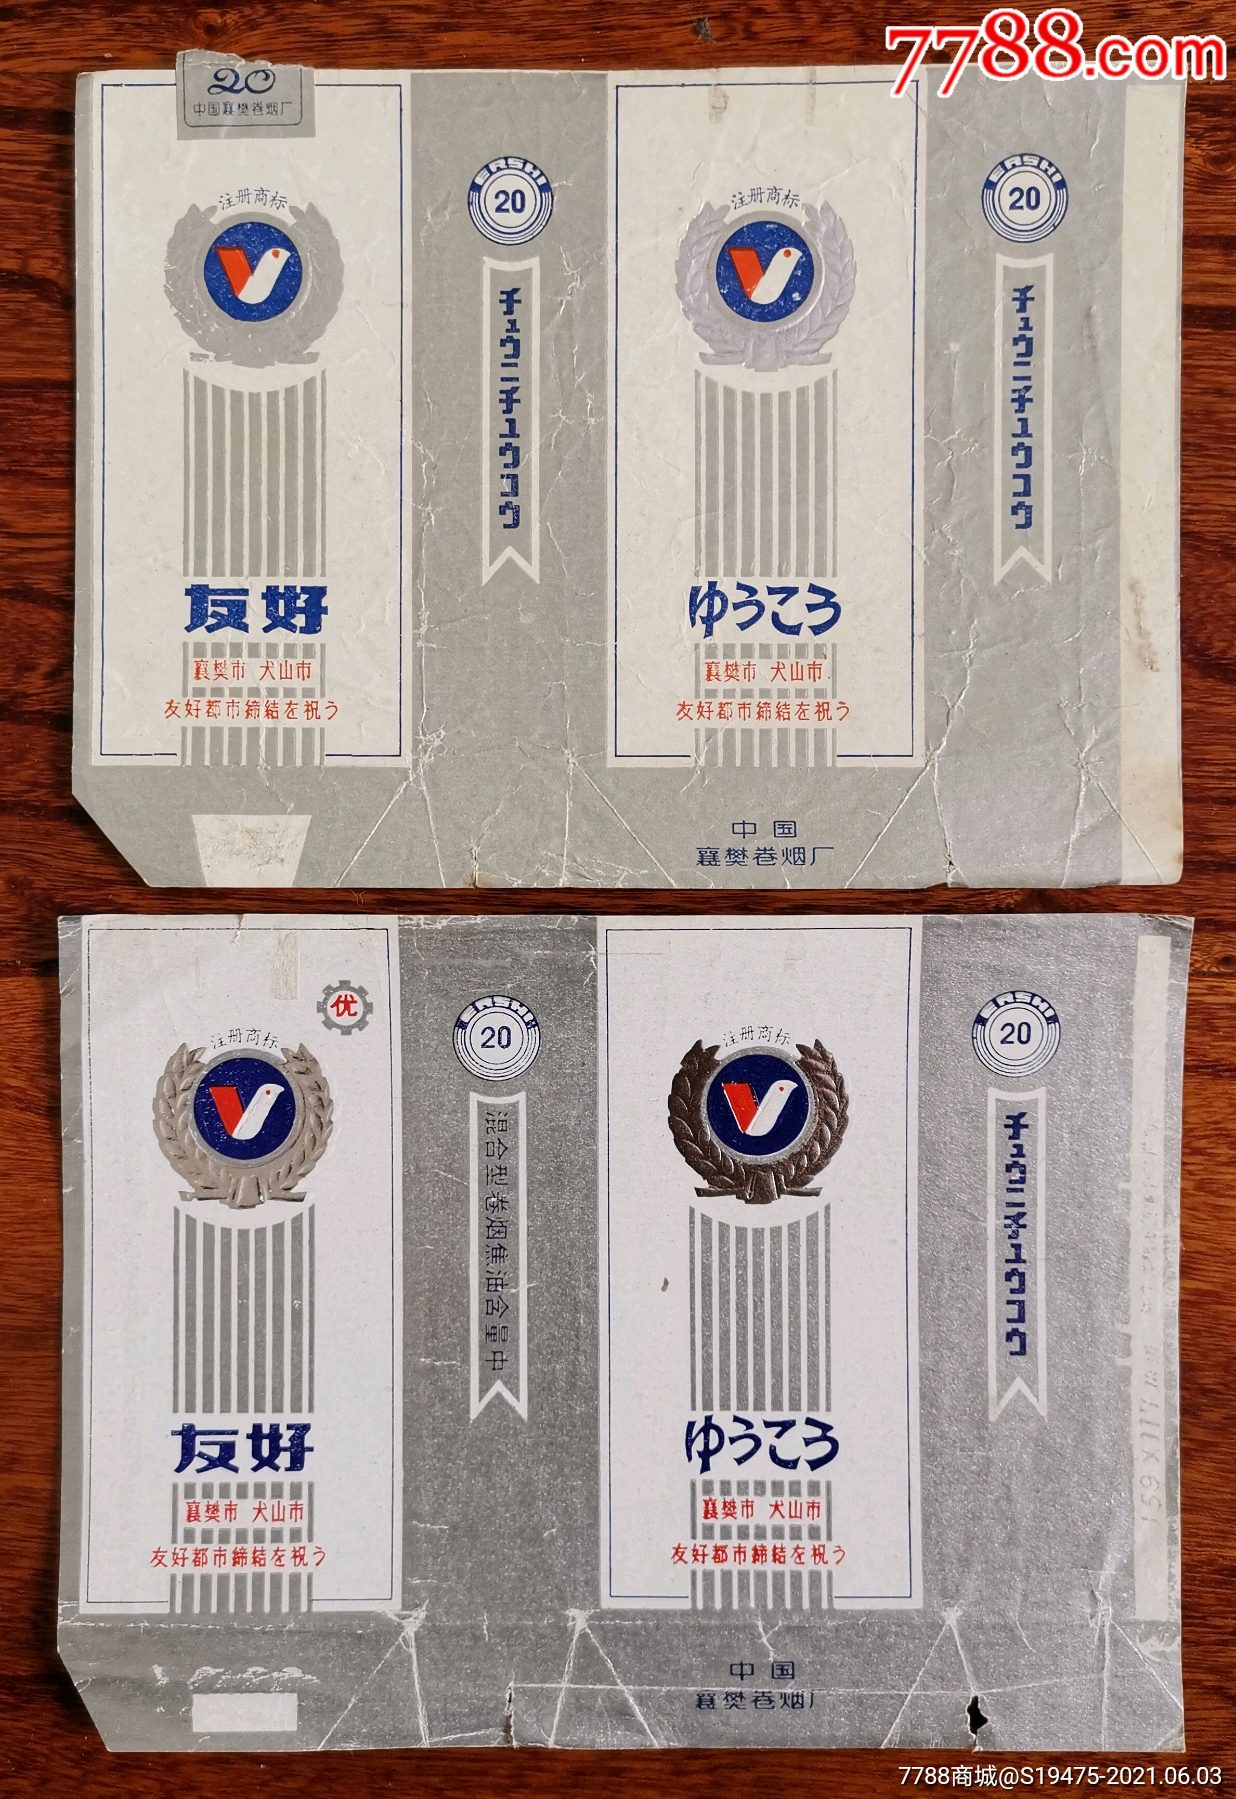 7788.com
20
中国襄樊卷烟厂
注册商标
友好
襄樊市 犬山市
友好都市締結を祝う
ERSHI
20
チュウニチュウコウ
注册商标
ゆうこう
襄樊市 犬山市
友好都市締結を祝う
中国
襄樊卷烟厂
ERSHI
20
チュウニチュウコウ
优
注册商标
友好
襄樊市 犬山市
友好都市締結を祝う
ERSHI
20
混合型卷烟焦油含量中
注册商标
ゆうこう
襄樊市 犬山市
友好都市締結を祝う
中国
襄樊卷烟厂
ERSHI
20
チュウニチュウコウ
7788商城@S19475-2021.06.03